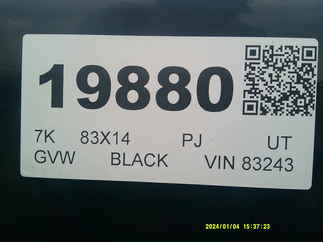 19880
7K 83X14 PJ UT
GVW BLACK VIN 83243
2024/01/04 15:37:23